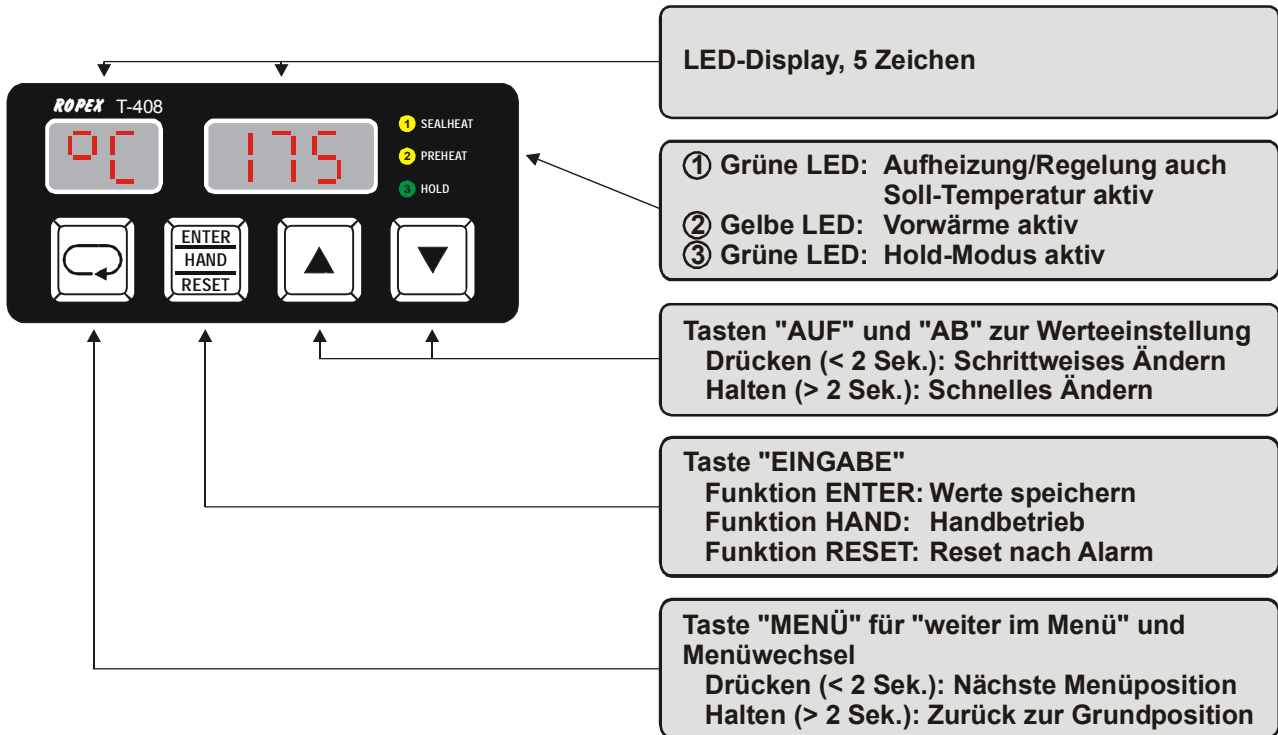 ROPEX T-408
°C 175
1 SEALHEAT
2 PREHEAT
3 HOLD
ENTER
HAND
RESET
LED-Display, 5 Zeichen
① Grüne LED: Aufheizung/Regelung auch
Soll-Temperatur aktiv
② Gelbe LED: Vorwärme aktiv
③ Grüne LED: Hold-Modus aktiv
Tasten "AUF" und "AB" zur Werteeinstellung
Drücken (< 2 Sek.): Schrittweises Ändern
Halten (> 2 Sek.): Schnelles Ändern
Taste "EINGABE"
Funktion ENTER: Werte speichern
Funktion HAND: Handbetrieb
Funktion RESET: Reset nach Alarm
Taste "MENÜ" für "weiter im Menü" und
Menüwechsel
Drücken (< 2 Sek.): Nächste Menüposition
Halten (> 2 Sek.): Zurück zur Grundposition